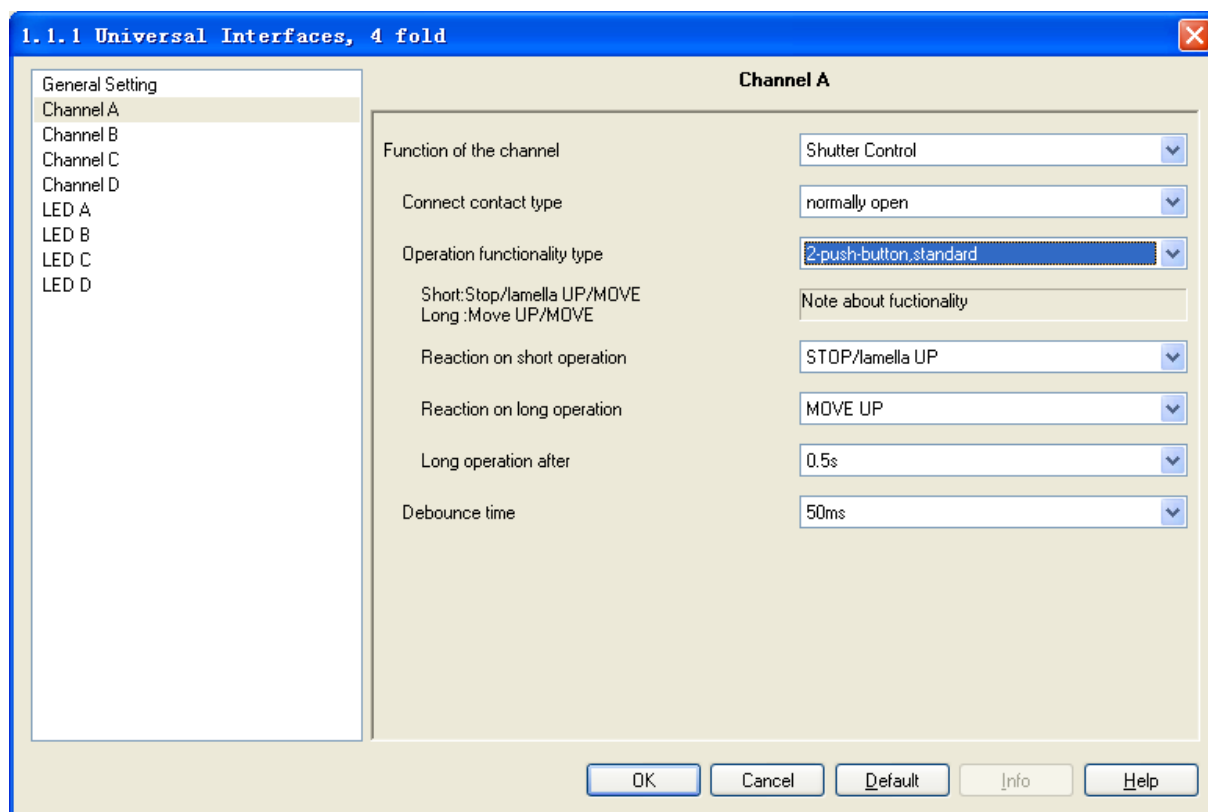 1.1.1 Universal Interfaces, 4 fold
General Setting
Channel A
Channel B
Channel C
Channel D
LED A
LED B
LED C
LED D
Channel A
Function of the channel
Shutter Control
Connect contact type
normally open
Operation functionality type
2-push-button,standard
Short:Stop/lamella UP/MOVE
Long :Move UP/MOVE
Note about fuctionality
Reaction on short operation
STOP/lamella UP
Reaction on long operation
MOVE UP
Long operation after
0.5s
Debounce time
50ms
OK
Cancel
Default
Info
Help